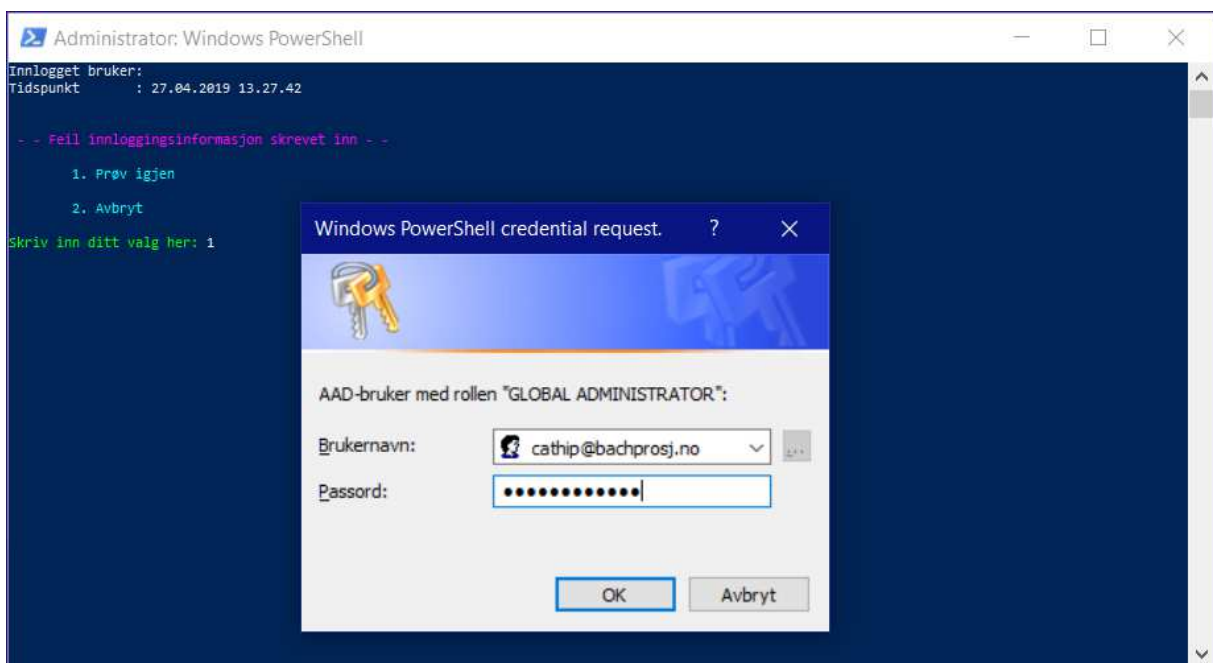 Administrator: Windows PowerShell
Innlogget bruker:
Tidspunkt : 27.04.2019 13.27.42
- - Feil innloggingsinformasjon skrevet inn - -
1. Prøv igjen
2. Avbryt
Skriv inn ditt valg her: 1
Windows PowerShell credential request. ?
AAD-bruker med rollen "GLOBAL ADMINISTRATOR":
Brukernavn: cathip@bachprosj.no ...
Passord: ●●●●●●●●●●●●
OK Avbryt